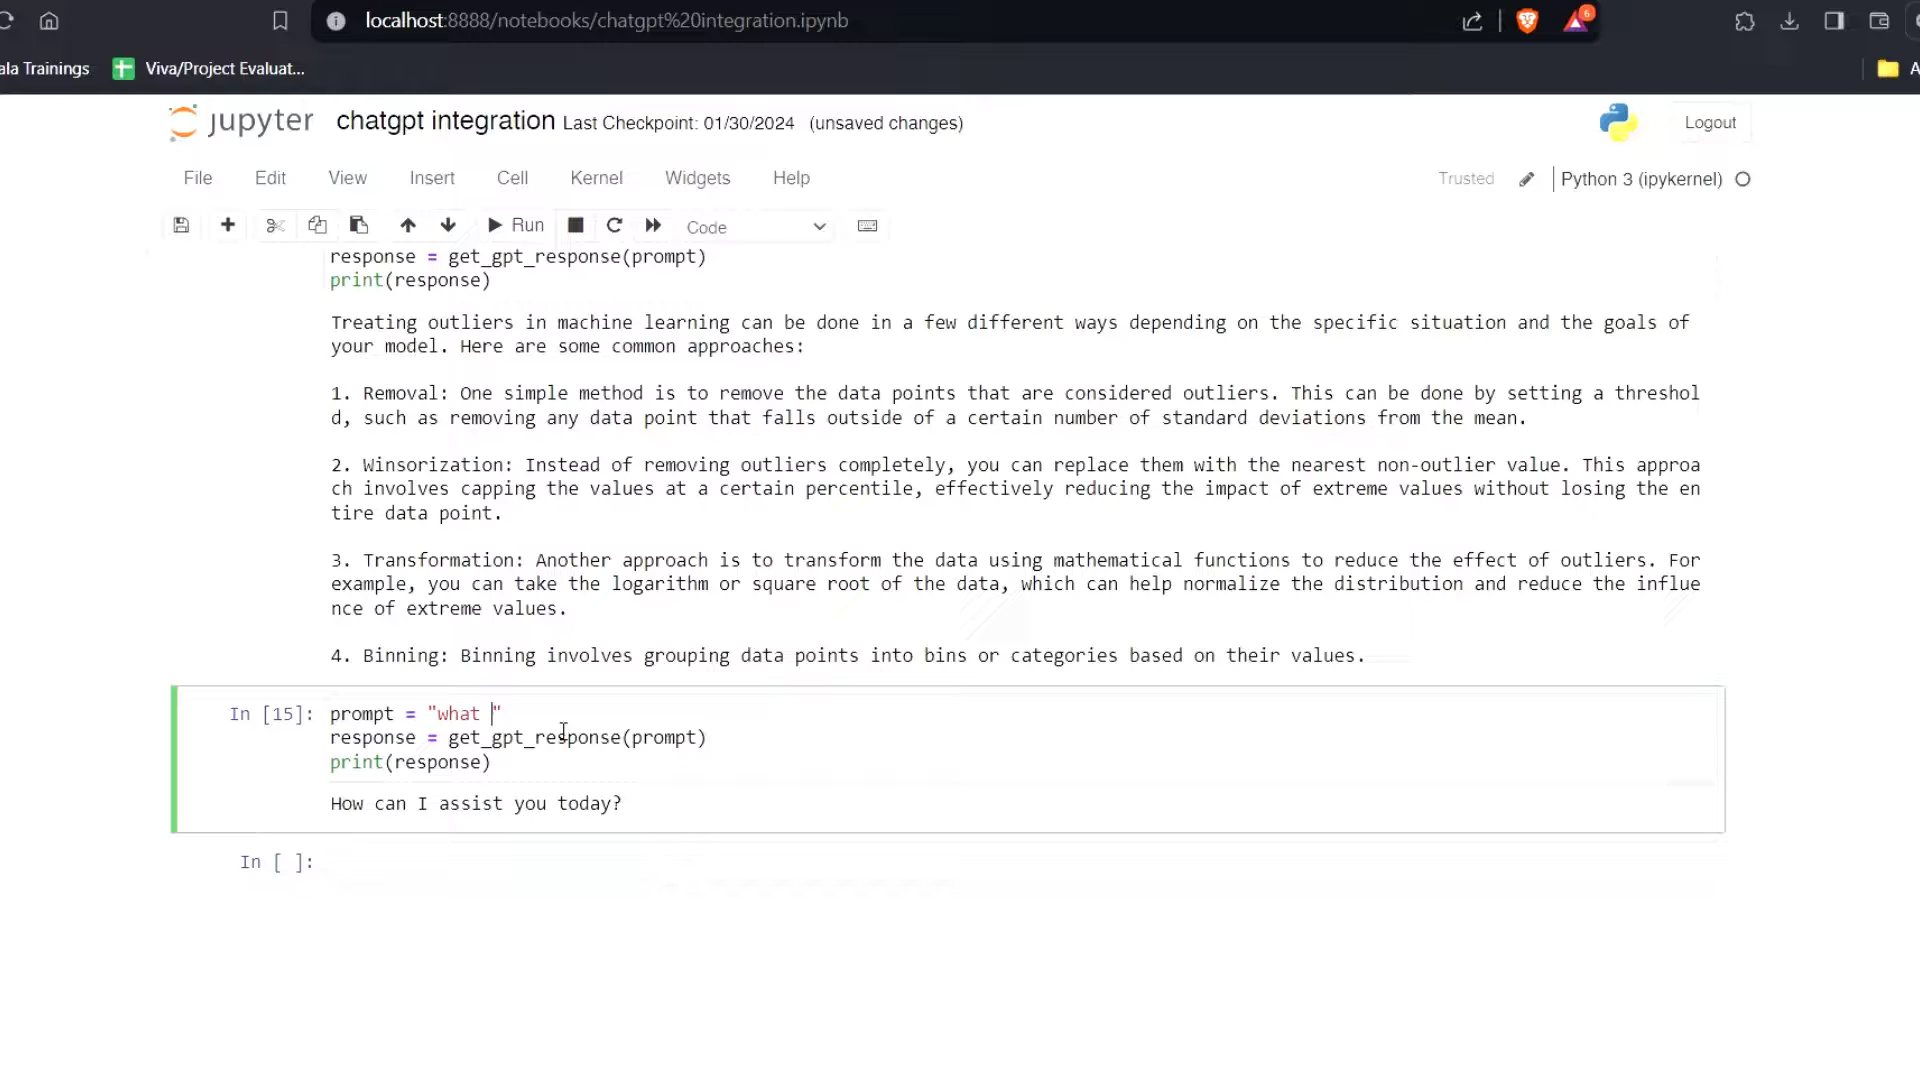 localhost:8888/notebooks/chatgpt%20integration.ipynb
6
ala Trainings
Viva/Project Evaluat...
A
jupyter chatgpt integration Last Checkpoint: 01/30/2024 (unsaved changes)
Logout
File Edit View Insert Cell Kernel Widgets Help
Trusted Python 3 (ipykernel)
Run Code
response = get_gpt_response(prompt)
print(response)
Treating outliers in machine learning can be done in a few different ways depending on the specific situation and the goals of
your model. Here are some common approaches:
1. Removal: One simple method is to remove the data points that are considered outliers. This can be done by setting a threshol
d, such as removing any data point that falls outside of a certain number of standard deviations from the mean.
2. Winsorization: Instead of removing outliers completely, you can replace them with the nearest non-outlier value. This approa
ch involves capping the values at a certain percentile, effectively reducing the impact of extreme values without losing the en
tire data point.
3. Transformation: Another approach is to transform the data using mathematical functions to reduce the effect of outliers. For
example, you can take the logarithm or square root of the data, which can help normalize the distribution and reduce the influe
nce of extreme values.
4. Binning: Binning involves grouping data points into bins or categories based on their values.
In [15]: prompt = "what "
response = get_gpt_response(prompt)
print(response)
How can I assist you today?
In [ ]: